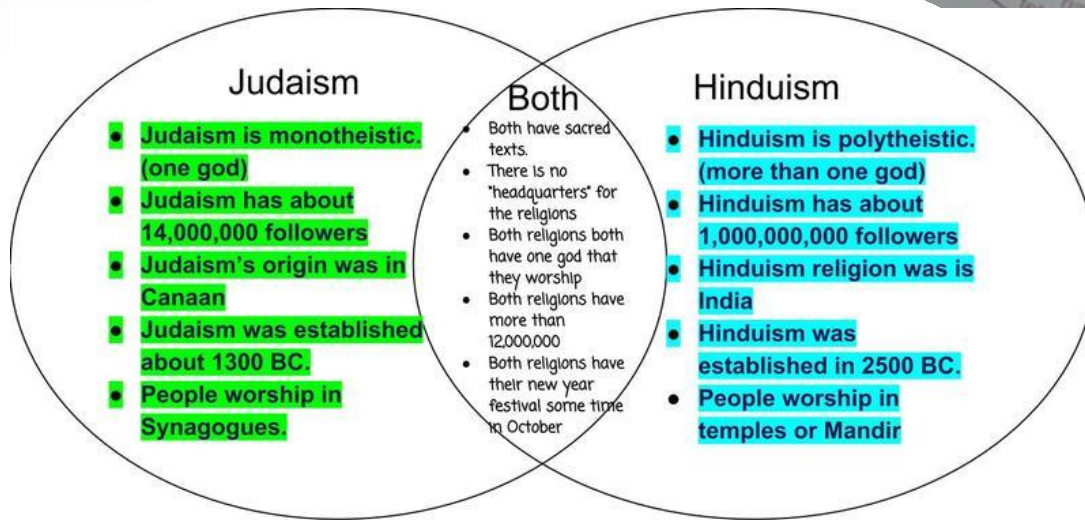 Judaism
• Judaism is monotheistic.
(one god)
• Judaism has about
14,000,000 followers
• Judaism's origin was in
Canaan
• Judaism was established
about 1300 BC.
• People worship in
Synagogues.
Both
• Both have sacred
texts.
• There is no
"headquarters" for
the religions
• Both religions both
have one god that
they worship
• Both religions have
more than
12,000,000
• Both religions have
their new year
festival some time
in October
Hinduism
• Hinduism is polytheistic.
(more than one god)
• Hinduism has about
1,000,000,000 followers
• Hinduism religion was is
India
• Hinduism was
established in 2500 BC.
• People worship in
temples or Mandir